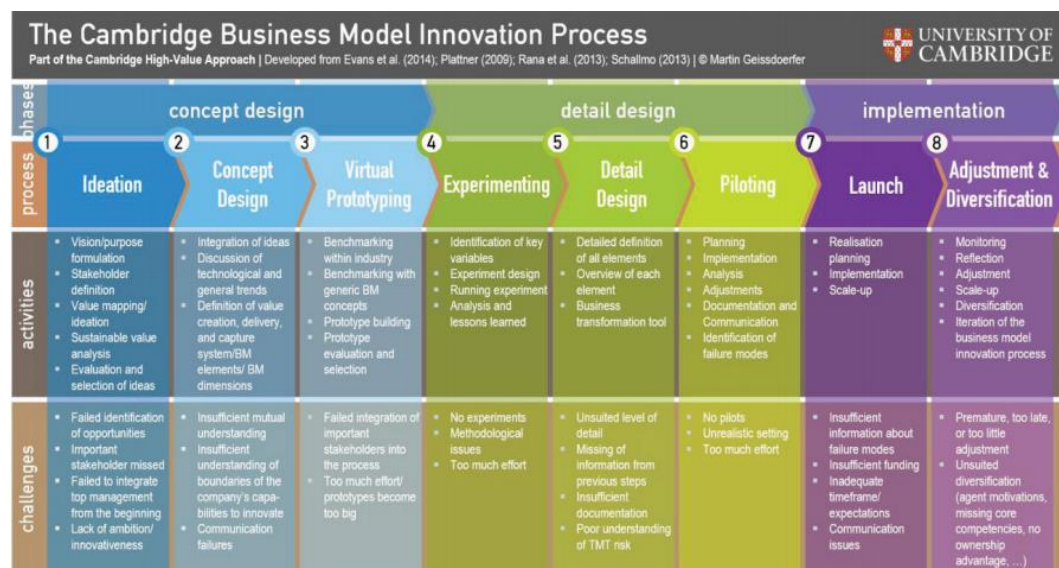 The Cambridge Business Model Innovation Process
Part of the Cambridge High-Value Approach | Developed from Evans et al. (2014); Plattner (2009); Rana et al. (2013); Schallmo (2013) | © Martin Geissdoerfer
UNIVERSITY OF
CAMBRIDGE
phases
concept design
detail design
implementation
process
1
Ideation
2
Concept
Design
3
Virtual
Prototyping
4
Experimenting
5
Detail
Design
6
Piloting
7
Launch
8
Adjustment &
Diversification
activities
▪ Vision/purpose
formulation
▪ Stakeholder
definition
▪ Value mapping/
ideation
▪ Sustainable value
analysis
▪ Evaluation and
selection of ideas
▪ Integration of ideas
▪ Discussion of
technological and
general trends
▪ Definition of value
creation, delivery,
and capture
system/BM
elements/ BM
dimensions
▪ Benchmarking
within industry
▪ Benchmarking with
generic BM
concepts
▪ Prototype building
▪ Prototype
evaluation and
selection
▪ Identification of key
variables
▪ Experiment design
▪ Running experiment
▪ Analysis and
lessons learned
▪ Detailed definition
of all elements
▪ Overview of each
element
▪ Business
transformation tool
▪ Planning
▪ Implementation
▪ Analysis
▪ Adjustments
▪ Documentation and
Communication
▪ Identification of
failure modes
▪ Realisation
planning
▪ Implementation
▪ Scale-up
▪ Monitoring
▪ Reflection
▪ Adjustment
▪ Scale-up
▪ Diversification
▪ Iteration of the
business model
innovation process
challenges
▪ Failed identification
of opportunities
▪ Important
stakeholder missed
▪ Failed to integrate
top management
from the beginning
▪ Lack of ambition/
innovativeness
▪ Insufficient mutual
understanding
▪ Insufficient
understanding of
boundaries of the
company's capa-
bilities to innovate
▪ Communication
failures
▪ Failed integration of
important
stakeholders into
the process
▪ Too much effort/
prototypes become
too big
▪ No experiments
▪ Methodological
issues
▪ Too much effort
▪ Unsuited level of
detail
▪ Missing of
information from
previous steps
▪ Insufficient
documentation
▪ Poor understanding
of TMT risk
▪ No pilots
▪ Unrealistic setting
▪ Too much effort
▪ Insufficient
information about
failure modes
▪ Insufficient funding
▪ Inadequate
timeframe/
expectations
▪ Communication
issues
▪ Premature, too late,
or too little
adjustment
▪ Unsuited
diversification
(agent motivations,
missing core
competencies, no
ownership
advantage, ...)